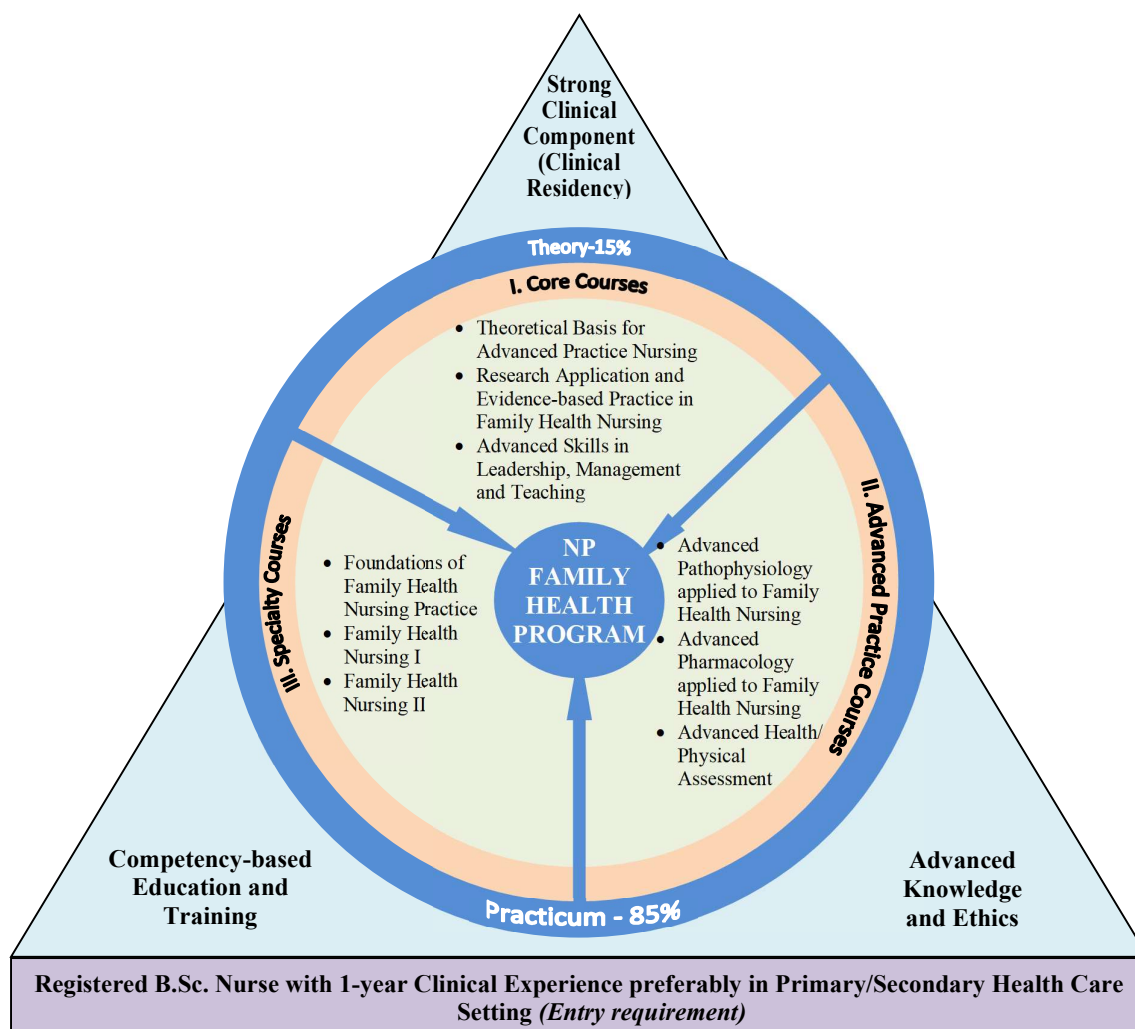 Strong
Clinical
Component
(Clinical
Residency)
Theory-15%
I. Core Courses
• Theoretical Basis for
Advanced Practice Nursing
• Research Application and
Evidence-based Practice in
Family Health Nursing
• Advanced Skills in
Leadership, Management
and Teaching
II. Advanced Practice Courses
• Advanced
Pathophysiology
applied to Family
Health Nursing
• Advanced
Pharmacology
applied to Family
Health Nursing
• Advanced Health/
Physical
Assessment
III. Specialty Courses
• Foundations of
Family Health
Nursing Practice
• Family Health
Nursing I
• Family Health
Nursing II
NP
FAMILY
HEALTH
PROGRAM
Practicum - 85%
Competency-based
Education and
Training
Advanced
Knowledge
and Ethics
Registered B.Sc. Nurse with 1-year Clinical Experience preferably in Primary/Secondary Health Care
Setting (Entry requirement)